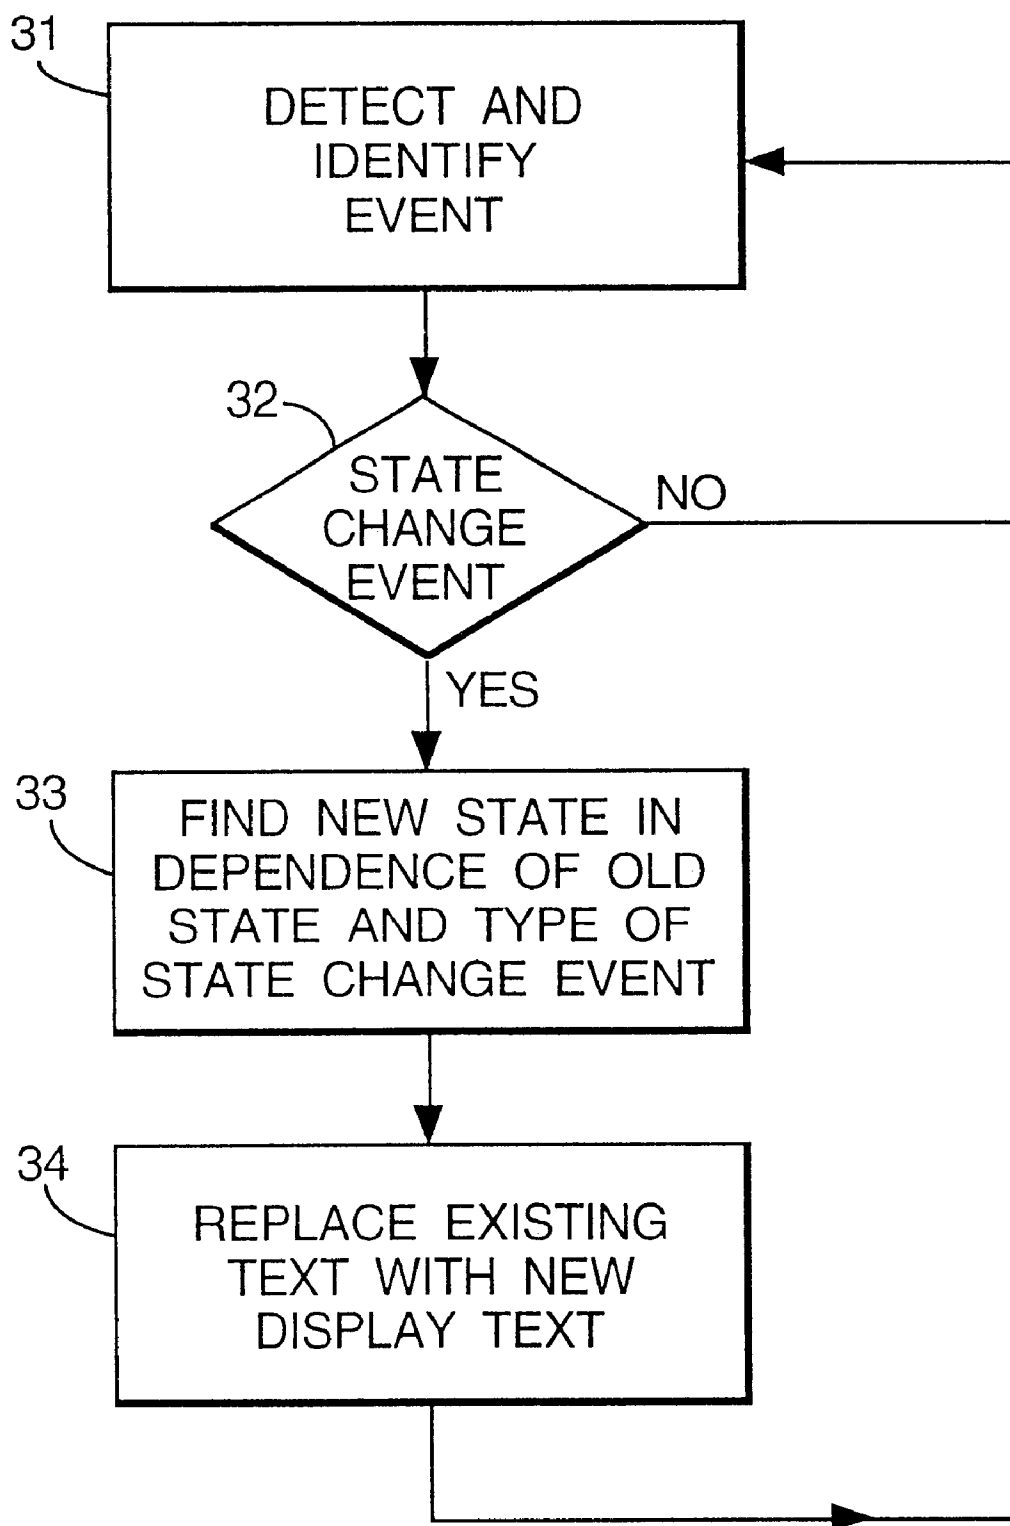 31
DETECT AND
IDENTIFY
EVENT
32
STATE
CHANGE
EVENT
NO
YES
33
FIND NEW STATE IN
DEPENDENCE OF OLD
STATE AND TYPE OF
STATE CHANGE EVENT
34
REPLACE EXISTING
TEXT WITH NEW
DISPLAY TEXT